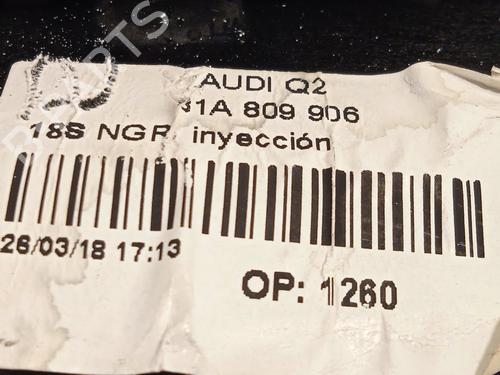 AUDI Q2
81A 809 906
18S NGR inyección
26/03/18 17:13
OP: 1260